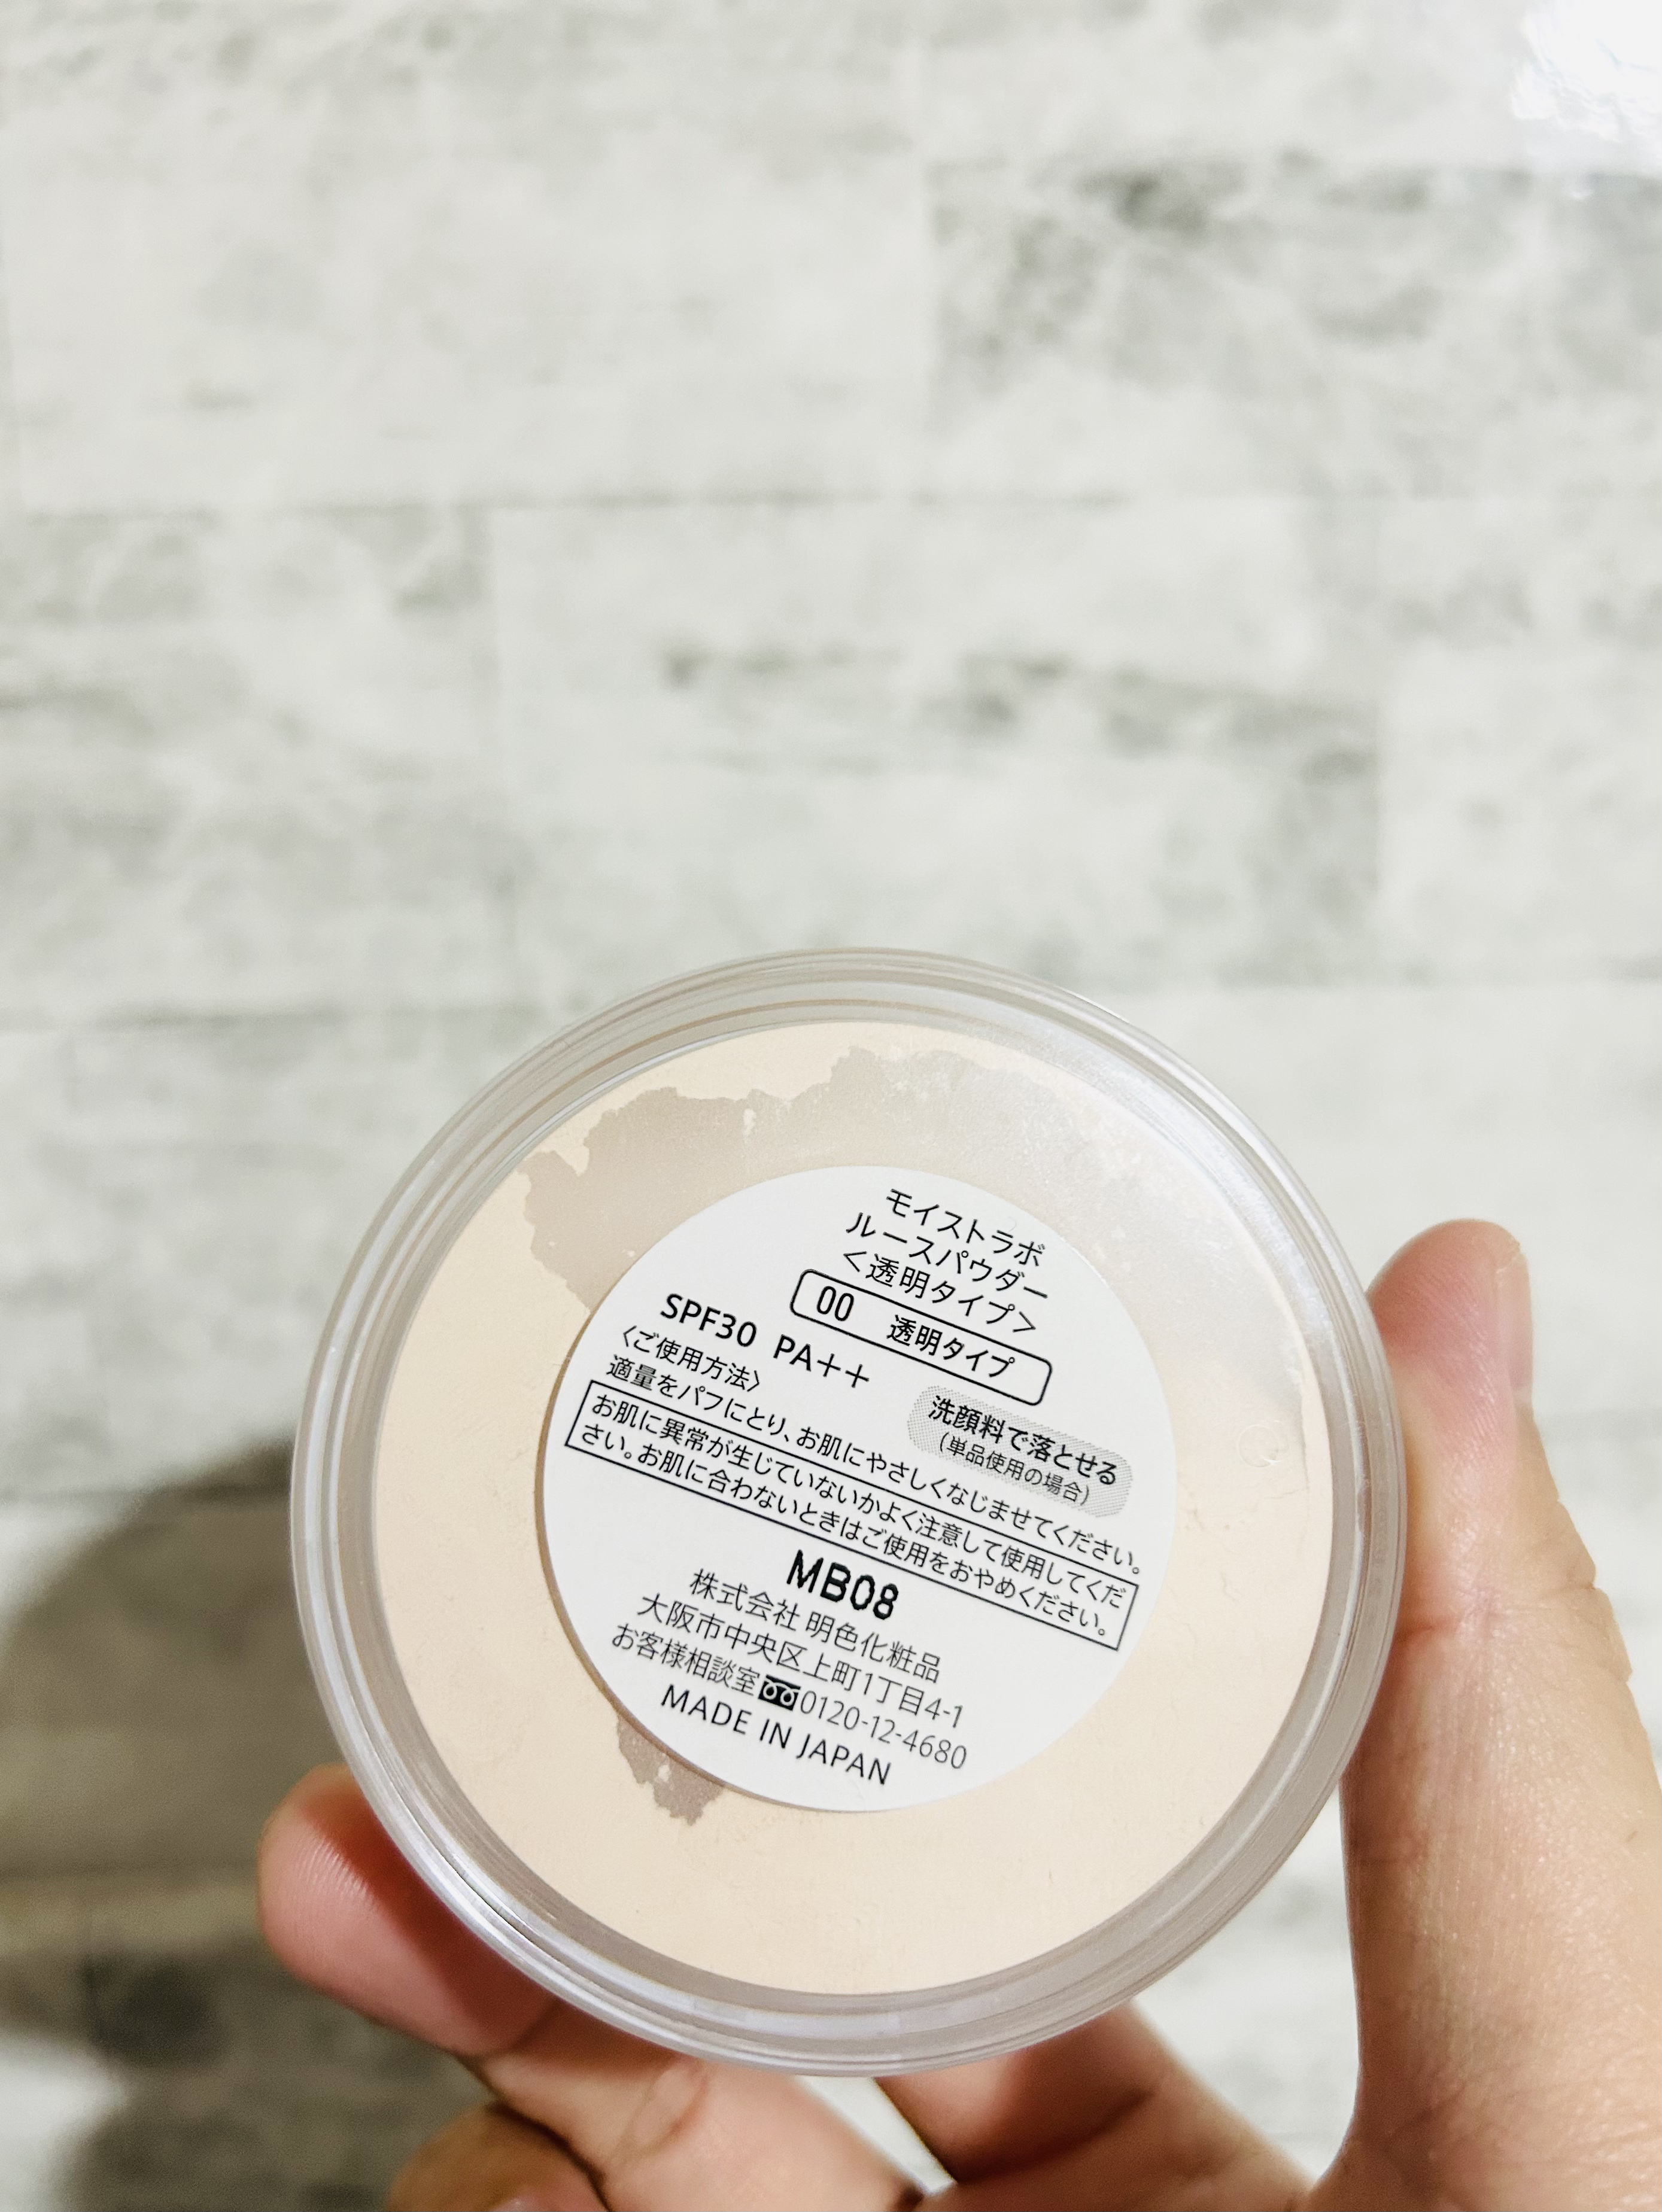 モイストラボ
ルースパウダー
＜透明タイプ＞
00 透明タイプ
SPF30 PA++
〈ご使用方法〉
洗顔料で落とせる
(単品使用の場合)
適量をパフにとり、お肌にやさしくなじませてください。
お肌に異常が生じていないかよく注意して使用してくだ
さい。お肌に合わないときはご使用をおやめください。
MB08
株式会社 明色化粧品
大阪市中央区上町1丁目4-1
お客様相談室 0120-12-4680
MADE IN JAPAN